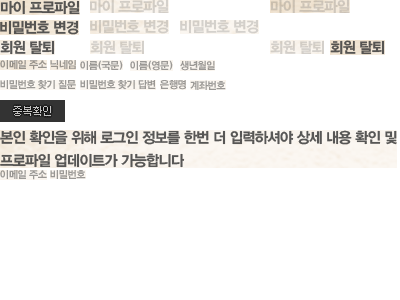 마이 프로파일 마이 프로파일 마이 프로파일
비밀번호 변경 비밀번호 변경 비밀번호 변경
회원 탈퇴 회원 탈퇴 회원 탈퇴 회원 탈퇴
이메일 주소 닉네임 이름(국문) 이름(영문) 생년월일
비밀번호 찾기 질문 비밀번호 찾기 답변 은행명 계좌번호
중복확인
본인 확인을 위해 로그인 정보를 한번 더 입력하셔야 상세 내용 확인 및
프로파일 업데이트가 가능합니다
이메일 주소 비밀번호